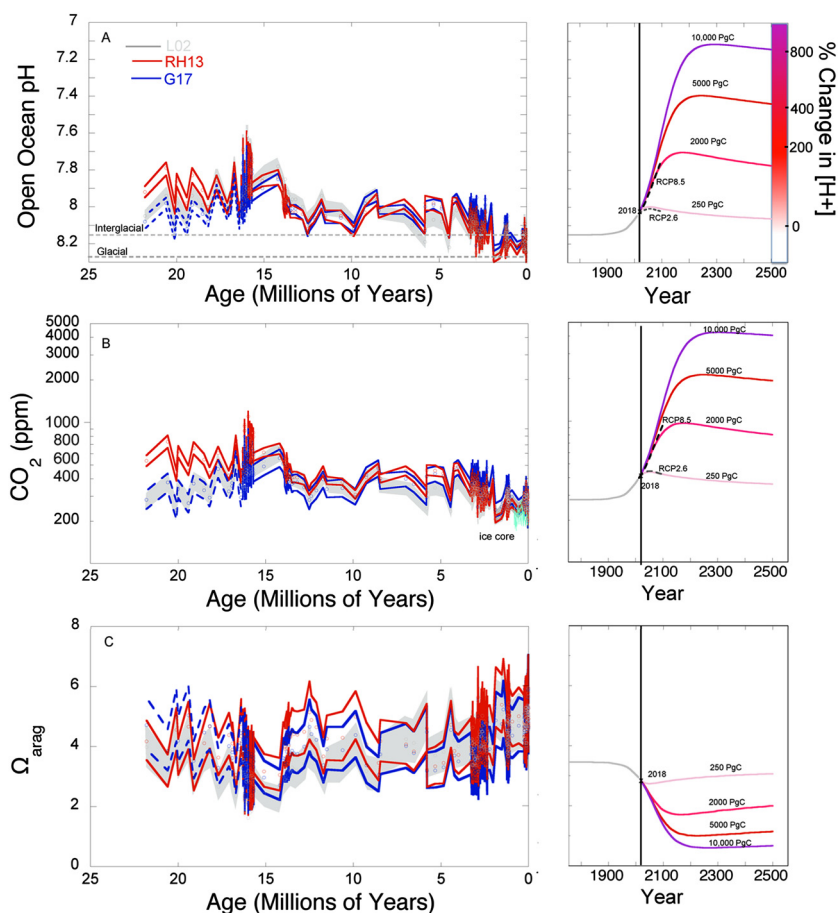 A
L02
RH13
G17
Open Ocean pH
7
7.2
7.4
7.6
7.8
8
8.2
Interglacial
Glacial
25
20
15
10
5
0
Age (Millions of Years)
10,000 PgC
5000 PgC
2000 PgC
RCP8.5
250 PgC
2018
RCP2.6
1900
2100
2300
2500
Year
800
400
200
0
% Change in [H+]
B
CO2 (ppm)
5000
4000
3000
2000
1000
800
600
400
200
ice core
25
20
15
10
5
0
Age (Millions of Years)
10,000 PgC
5000 PgC
RCP8.5
2000 PgC
RCP2.6
250 PgC
2018
1900
2100
2300
2500
Year
C
Ωarag
8
6
4
2
0
25
20
15
10
5
0
Age (Millions of Years)
2018
250 PgC
2000 PgC
5000 PgC
10,000 PgC
1900
2100
2300
2500
Year